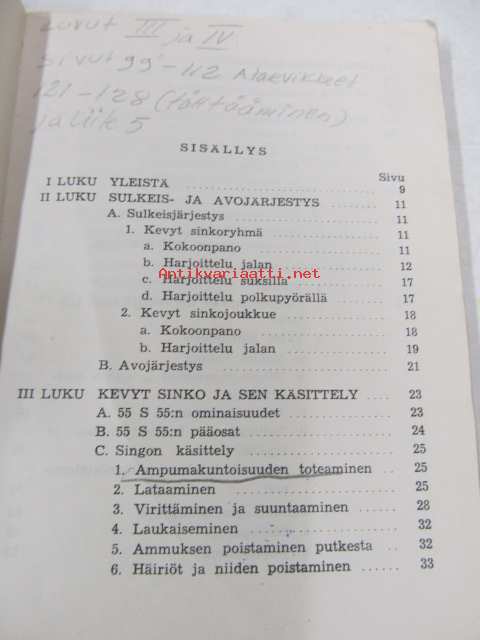 Luvut III ja IV
sivut 99-112
121-128 (tähtääminen)
ja liite 5
SISÄLLYS
Sivu
I LUKU YLEISTÄ 9
II LUKU SULKEIS- JA AVOJÄRJESTYS 11
A. Sulkeisjärjestys 11
1. Kevyt sinkoryhmä 11
a. Kokoonpano 11
b. Harjoittelu jalan 12
c. Harjoittelu suksilla 17
Antikvariaatti.net
d. Harjoittelu polkupyörällä 17
2. Kevyt sinkojoukkue 18
a. Kokoonpano 18
b. Harjoittelu jalan 19
B. Avojärjestys 21
III LUKU KEVYT SINKO JA SEN KÄSITTELY 23
A. 55 S 55:n ominaisuudet 23
B. 55 S 55:n pääosat 24
C. Singon käsittely 25
1. Ampumakuntoisuuden toteaminen 25
2. Lataaminen 25
3. Virittäminen ja suuntaaminen 28
4. Laukaiseminen 32
5. Ammuksen poistaminen putkesta 32
6. Häiriöt ja niiden poistaminen 33